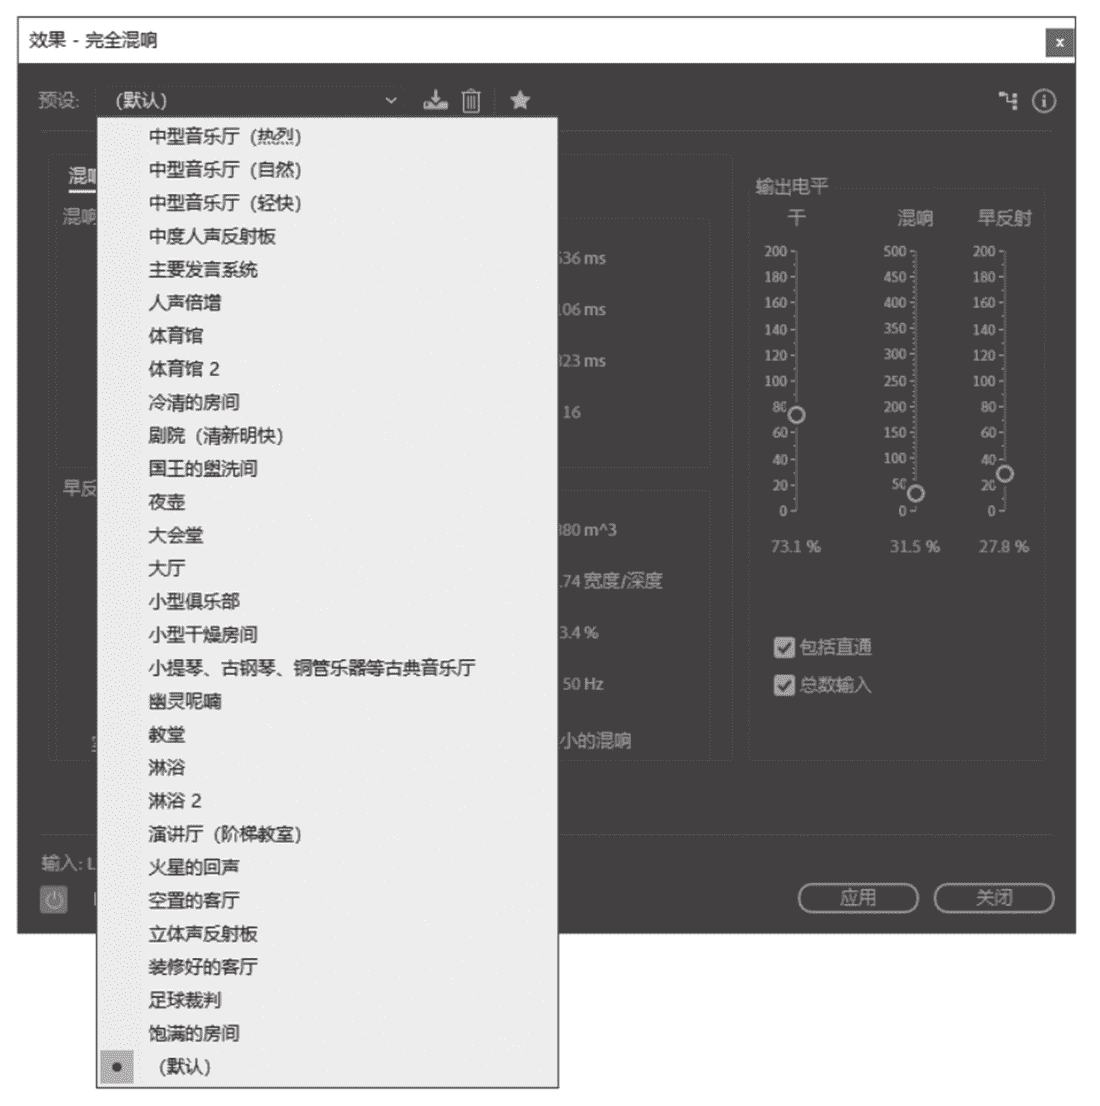 效果 - 完全混响
x
预设:
(默认)
中型音乐厅（热烈）
中型音乐厅（自然）
中型音乐厅（轻快）
中度人声反射板
主要发言系统
人声倍增
体育馆
体育馆 2
冷清的房间
剧院（清新明快）
国王的盥洗间
夜壶
大会堂
大厅
小型俱乐部
小型干燥房间
小提琴、古钢琴、铜管乐器等古典音乐厅
幽灵呢喃
教堂
淋浴
淋浴 2
演讲厅（阶梯教室）
火星的回声
空置的客厅
立体声反射板
装修好的客厅
足球裁判
饱满的房间
（默认）
混响
早反
ms
ms
ms
16
m^3
宽度/深度
3.4 %
50 Hz
小的混响
输出电平
干 混响 早反射
200 500 200
180 450 180
160 400 160
140 350 140
120 300 120
100 250 100
80 200 80
60 150 60
40 100 40
20 50 20
0 0 0
73.1 % 31.5 % 27.8 %
包括直通
总数输入
输入: L
应用
关闭